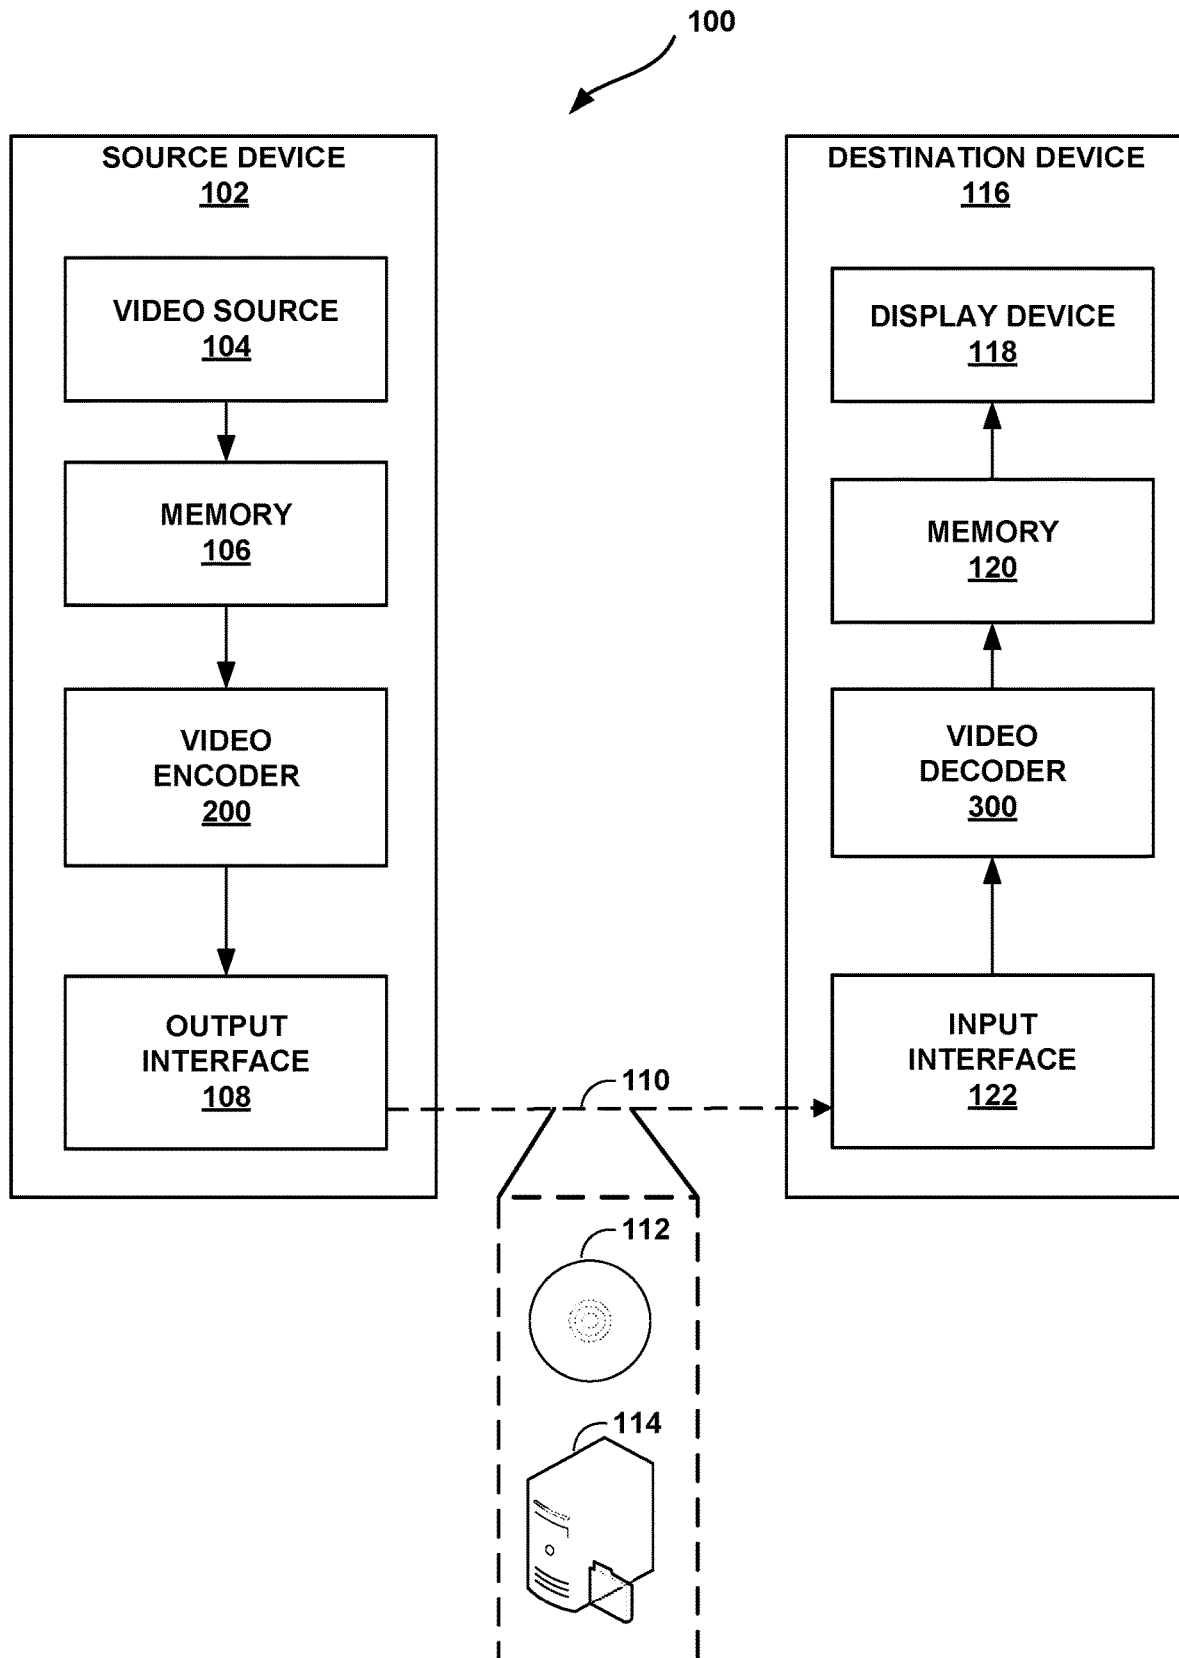 100
SOURCE DEVICE
102
VIDEO SOURCE
104
MEMORY
106
VIDEO
ENCODER
200
OUTPUT
INTERFACE
108
DESTINATION DEVICE
116
DISPLAY DEVICE
118
MEMORY
120
VIDEO
DECODER
300
INPUT
INTERFACE
122
110
112
114